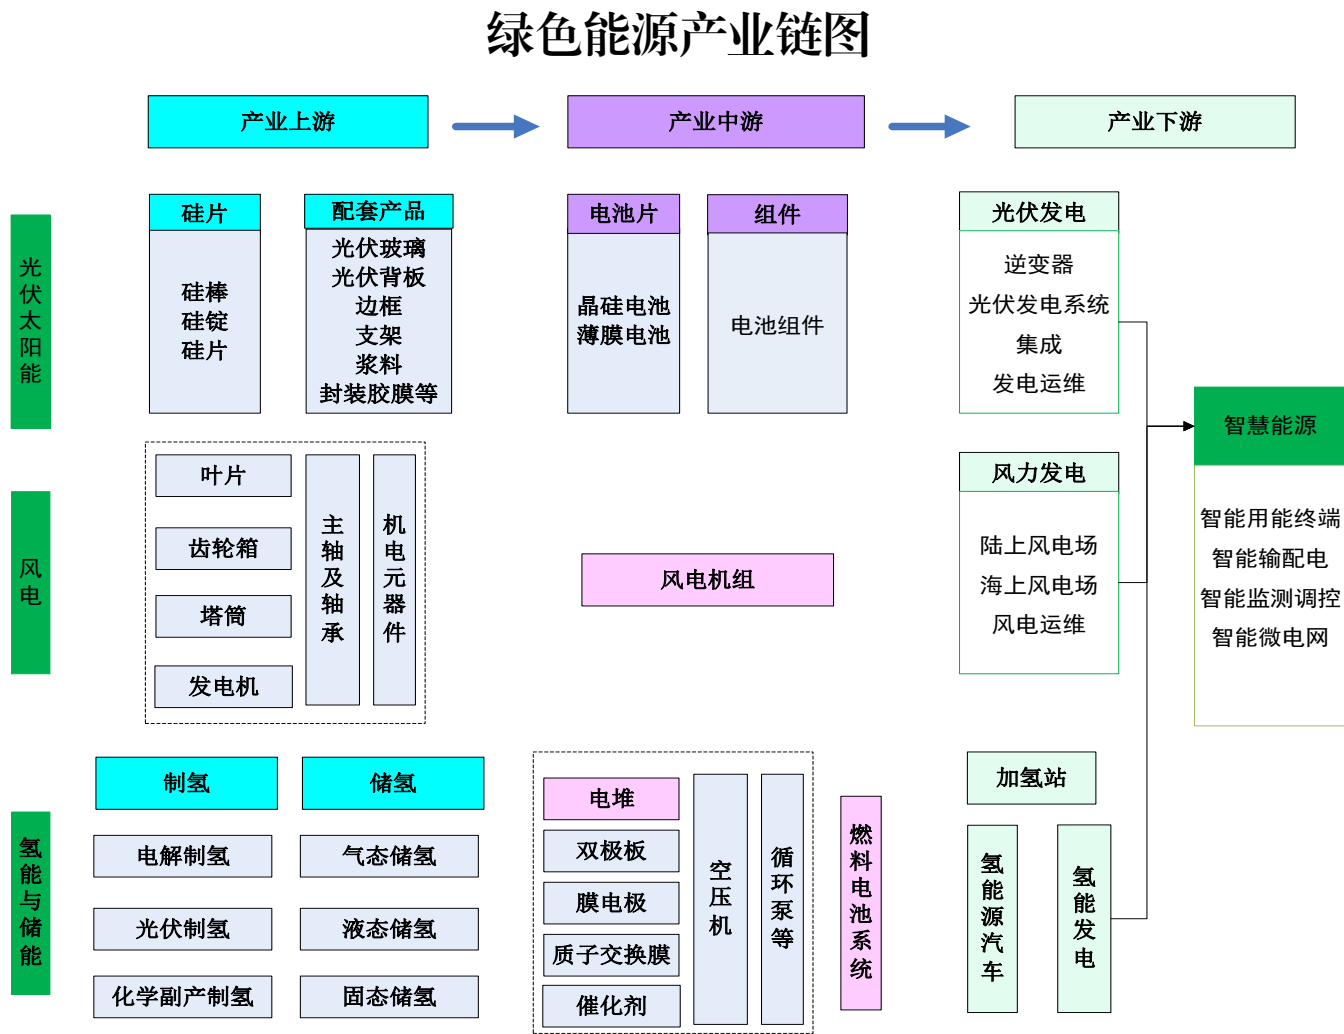 绿色能源产业链图
产业上游
产业中游
产业下游
光伏太阳能
硅片
硅棒
硅锭
硅片
配套产品
光伏玻璃
光伏背板
边框
支架
浆料
封装胶膜等
电池片
晶硅电池
薄膜电池
组件
电池组件
光伏发电
逆变器
光伏发电系统
集成
发电运维
智慧能源
智能用能终端
智能输配电
智能监测调控
智能微电网
风电
叶片
齿轮箱
塔筒
发电机
主轴及轴承
机电元器件
风电机组
风力发电
陆上风电场
海上风电场
风电运维
氢能与储能
制氢
电解制氢
光伏制氢
化学副产制氢
储氢
气态储氢
液态储氢
固态储氢
电堆
双极板
膜电极
质子交换膜
催化剂
空压机
循环泵等
燃料电池系统
加氢站
氢能源汽车
氢能发电